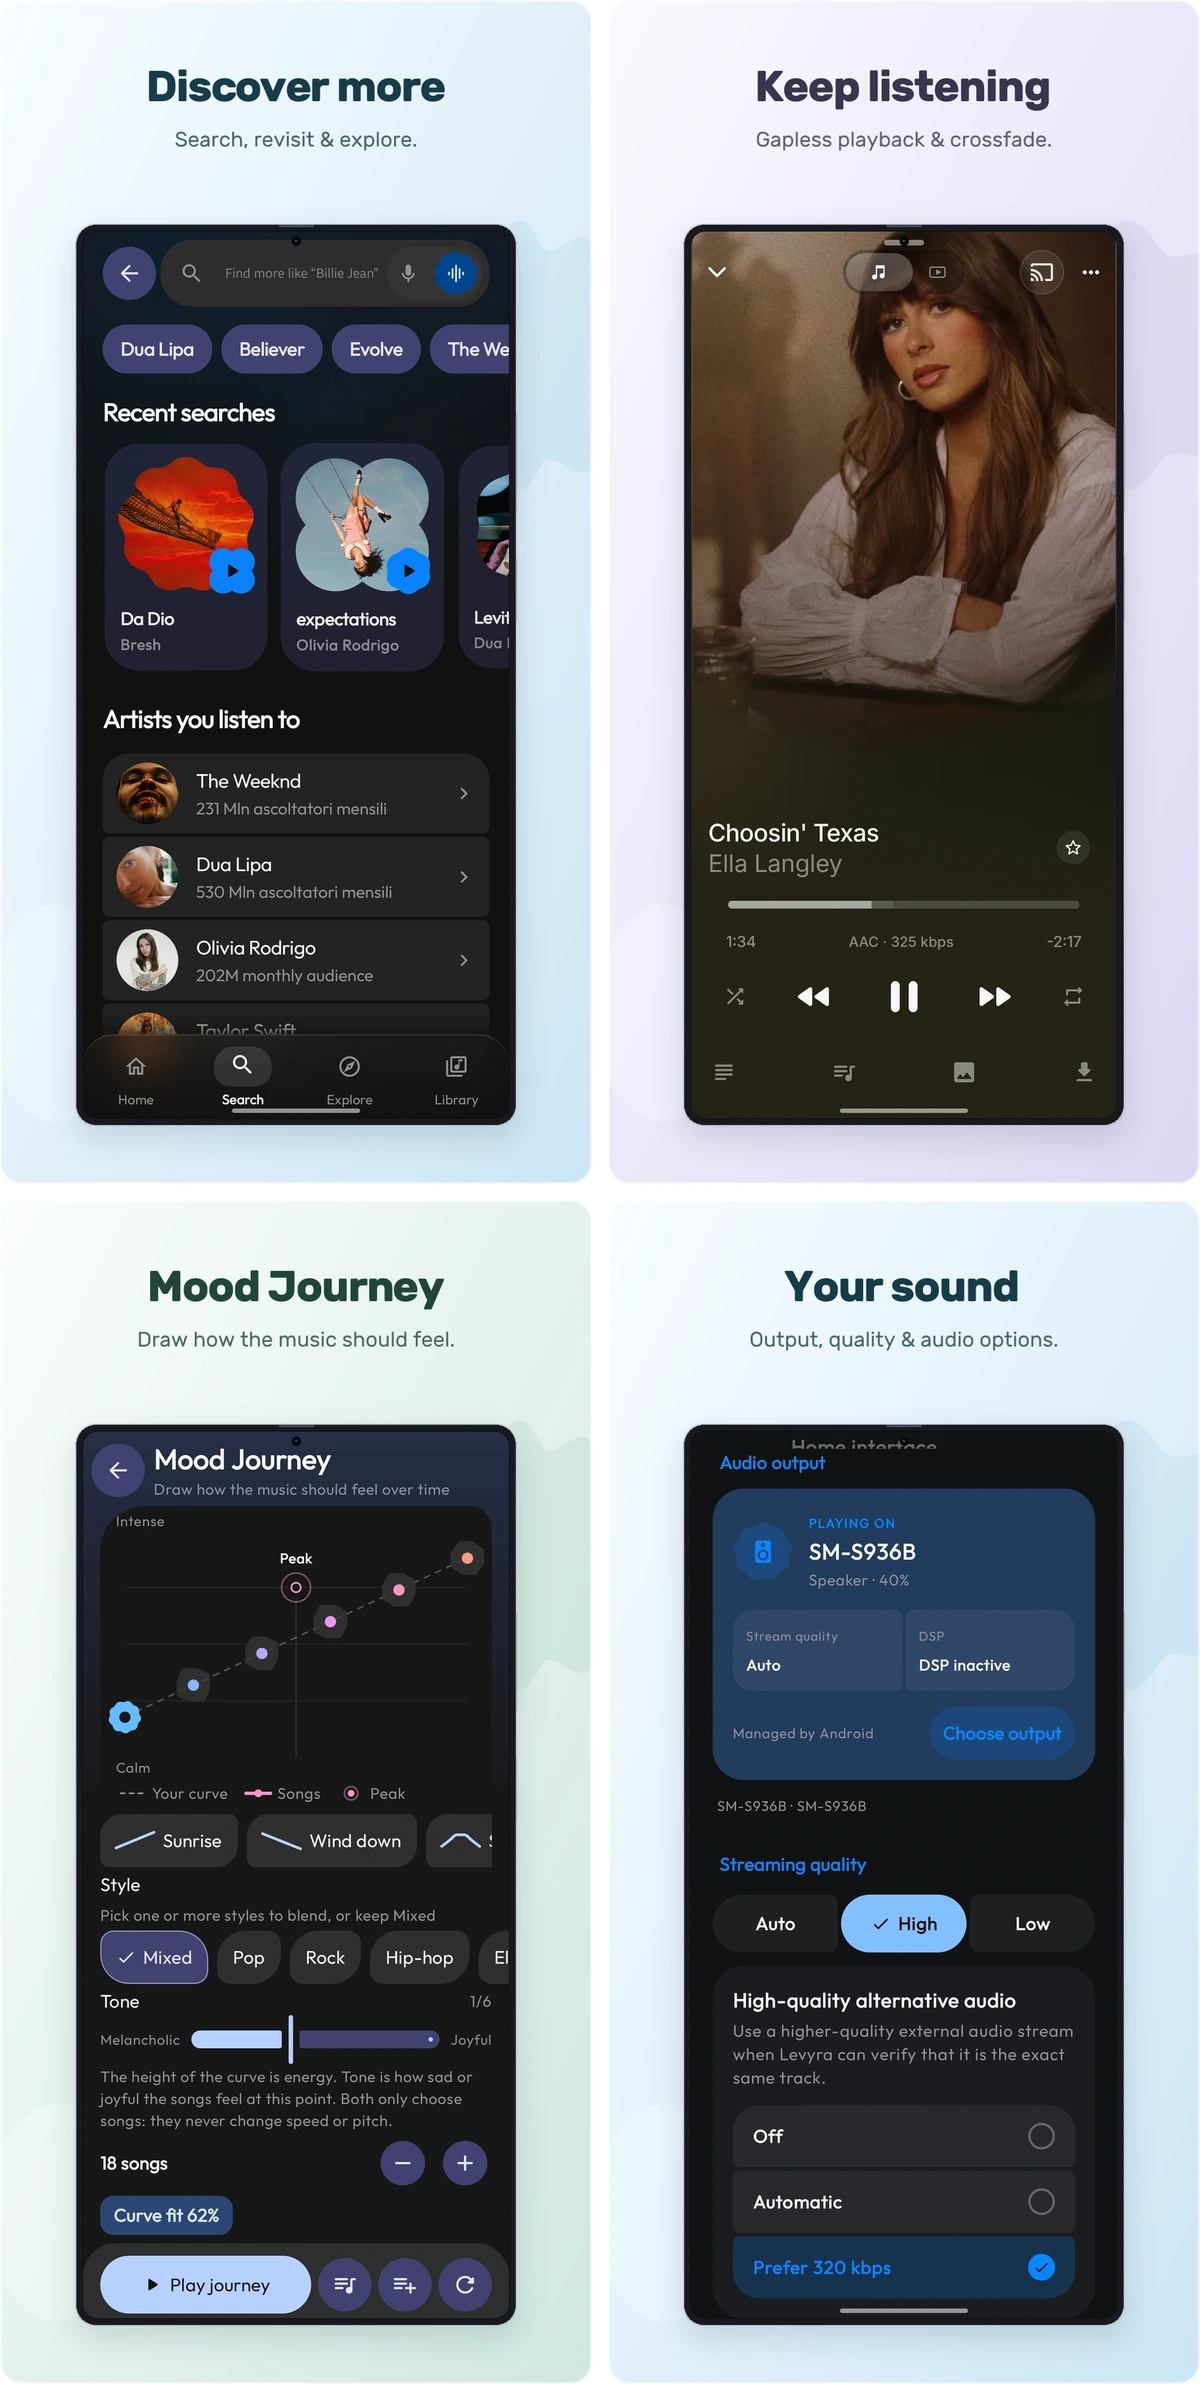 Discover more
Search, revisit & explore.
Find more like "Billie Jean"
Dua Lipa
Believer
Evolve
The We
Recent searches
Da Dio
Bresh
expectations
Olivia Rodrigo
Levit
Dua
Artists you listen to
The Weeknd
231 Mln ascoltatori mensili
Dua Lipa
530 Mln ascoltatori mensili
Olivia Rodrigo
202M monthly audience
Taylor Swift
Home
Search
Explore
Library
Keep listening
Gapless playback & crossfade.
Choosin' Texas
Ella Langley
1:34
AAC · 325 kbps
-2:17
Mood Journey
Draw how the music should feel.
Mood Journey
Draw how the music should feel over time
Intense
Peak
Calm
Your curve
Songs
Peak
Sunrise
Wind down
Style
Pick one or more styles to blend, or keep Mixed
Mixed
Pop
Rock
Hip-hop
El
Tone
1/6
Melancholic
Joyful
The height of the curve is energy. Tone is how sad or
joyful the songs feel at this point. Both only choose
songs: they never change speed or pitch.
18 songs
Curve fit 62%
Play journey
Your sound
Output, quality & audio options.
Home interface
Audio output
PLAYING ON
SM-S936B
Speaker · 40%
Stream quality
Auto
DSP
DSP inactive
Managed by Android
Choose output
SM-S936B · SM-S936B
Streaming quality
Auto
High
Low
High-quality alternative audio
Use a higher-quality external audio stream
when Levyra can verify that it is the exact
same track.
Off
Automatic
Prefer 320 kbps